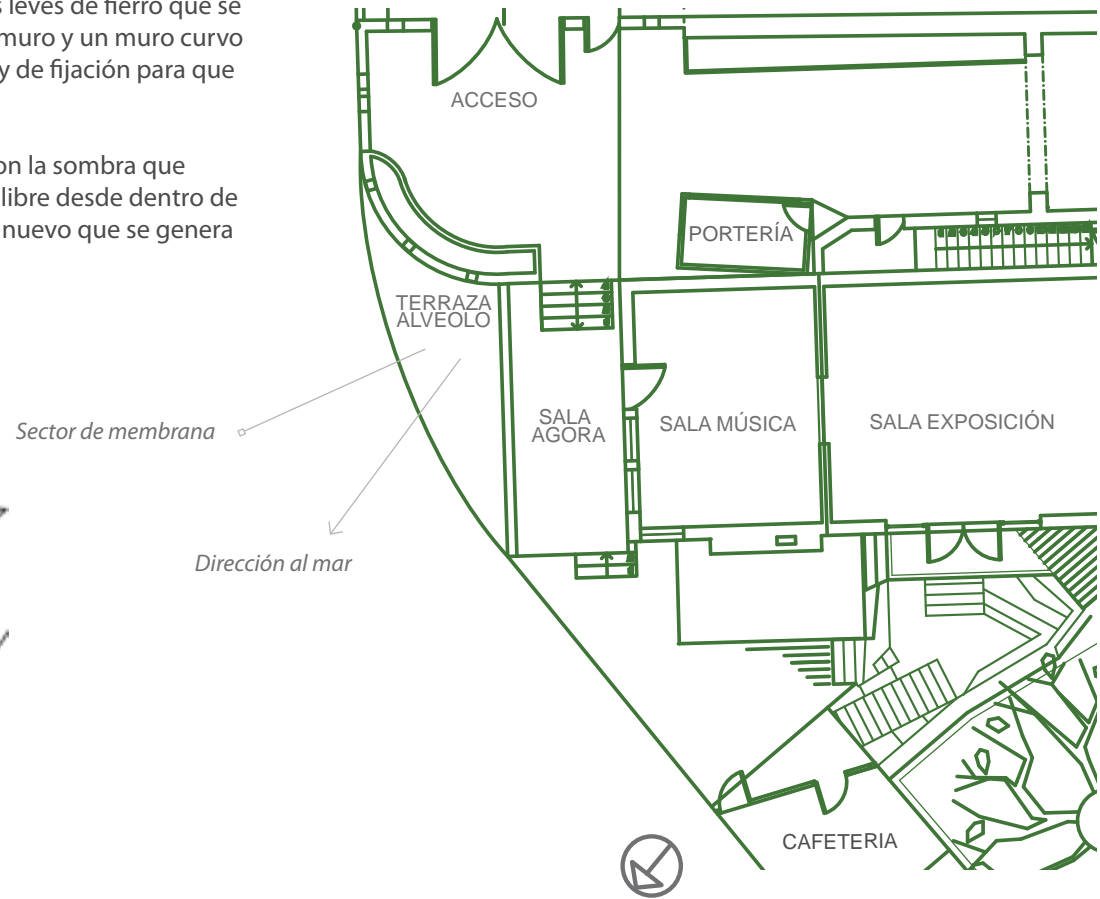 s leves de fierro que se
muro y un muro curvo
y de fijación para que
on la sombra que
libre desde dentro de
nuevo que se genera
ACCESO
PORTERÍA
TERRAZA
ALVEOLO
SALA
AGORA
SALA MÚSICA
SALA EXPOSICIÓN
Sector de membrana
Dirección al mar
CAFETERIA